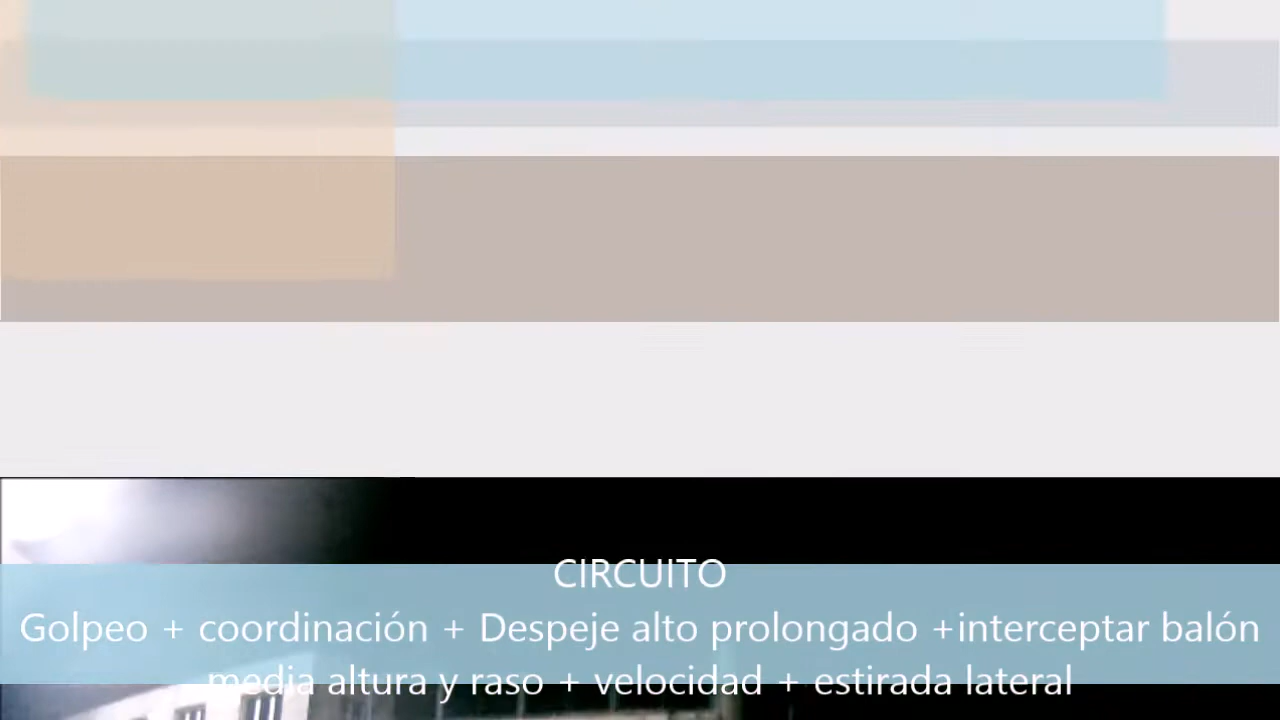 CIRCUITO
Golpeo + coordinación + Despeje alto prolongado +interceptar balón
media altura y raso + velocidad + estirada lateral